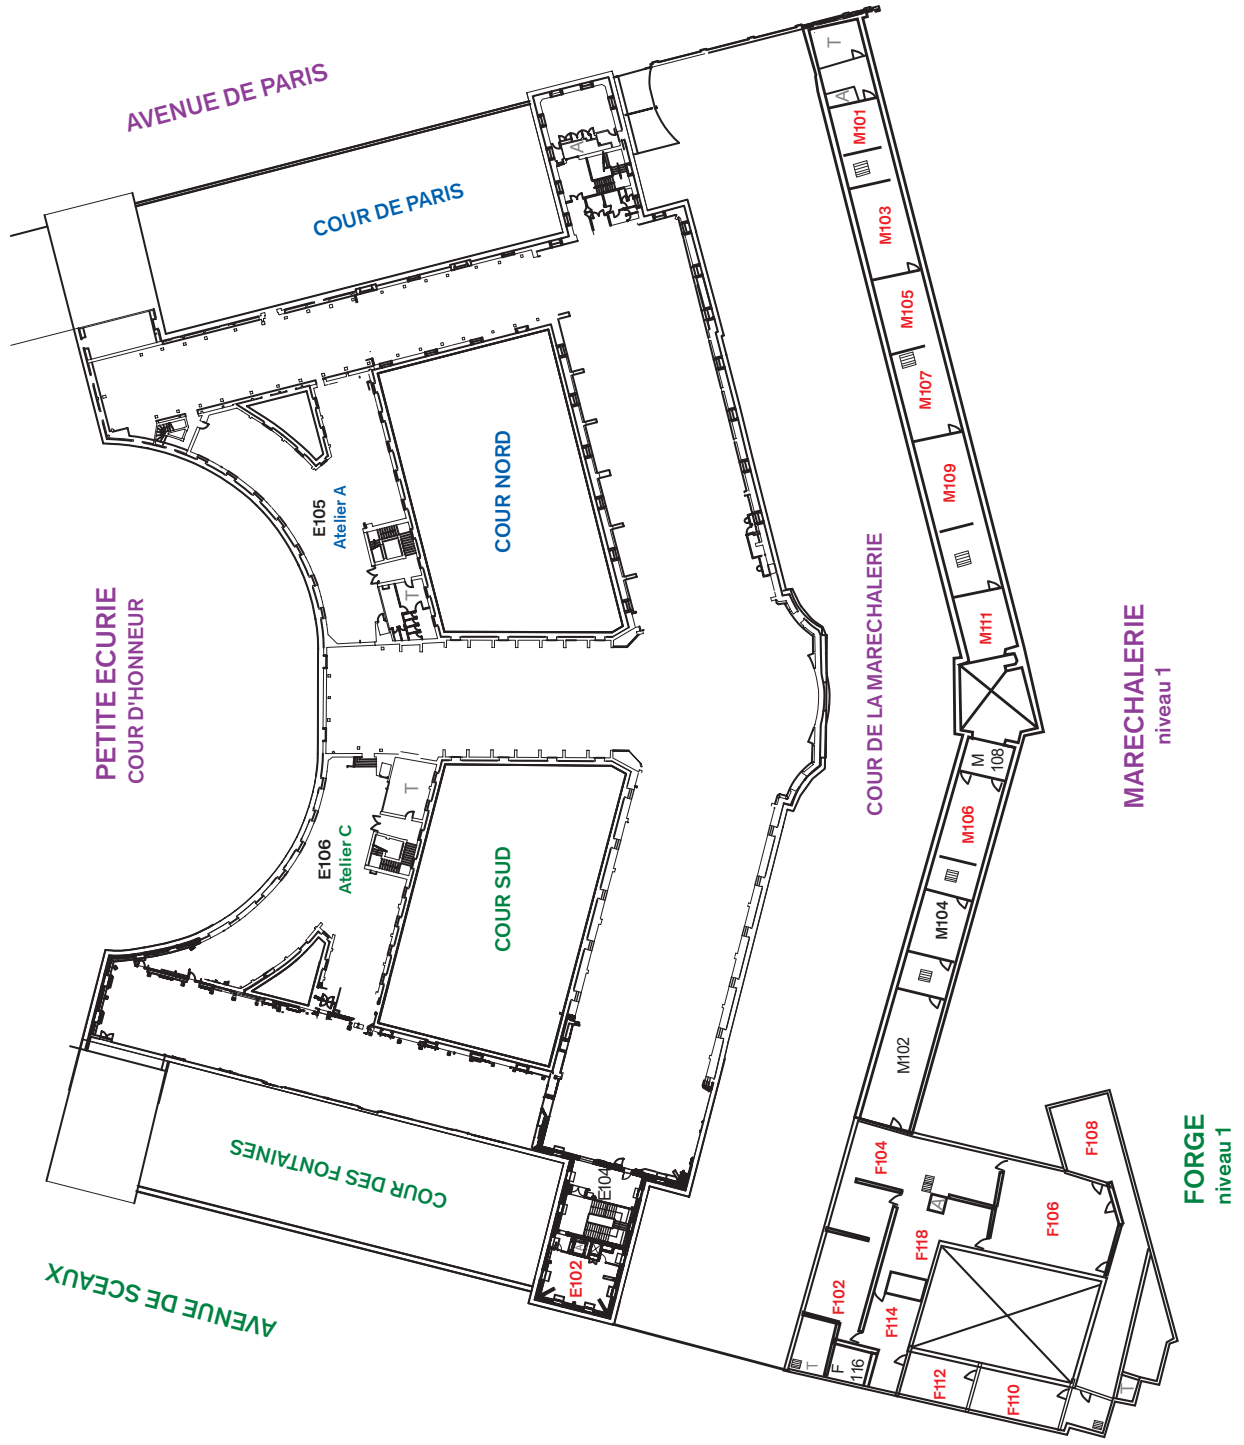 AVENUE DE PARIS
COUR DE PARIS
T
A
M101
M103
A
M105
M107
E105
Atelier A
COUR NORD
M109
T
M111
PETITE ECURIE
COUR D'HONNEUR
COUR DE LA MARECHALERIE
MARECHALERIE
niveau 1
M
108
T
M106
E106
Atelier C
COUR SUD
M104
M102
COUR DES FONTAINES
E104
A
E102
AVENUE DE SCEAUX
F104
A
F108
F106
F118
FORGE
niveau 1
F102
F114
T
F
116
F112
F110
T